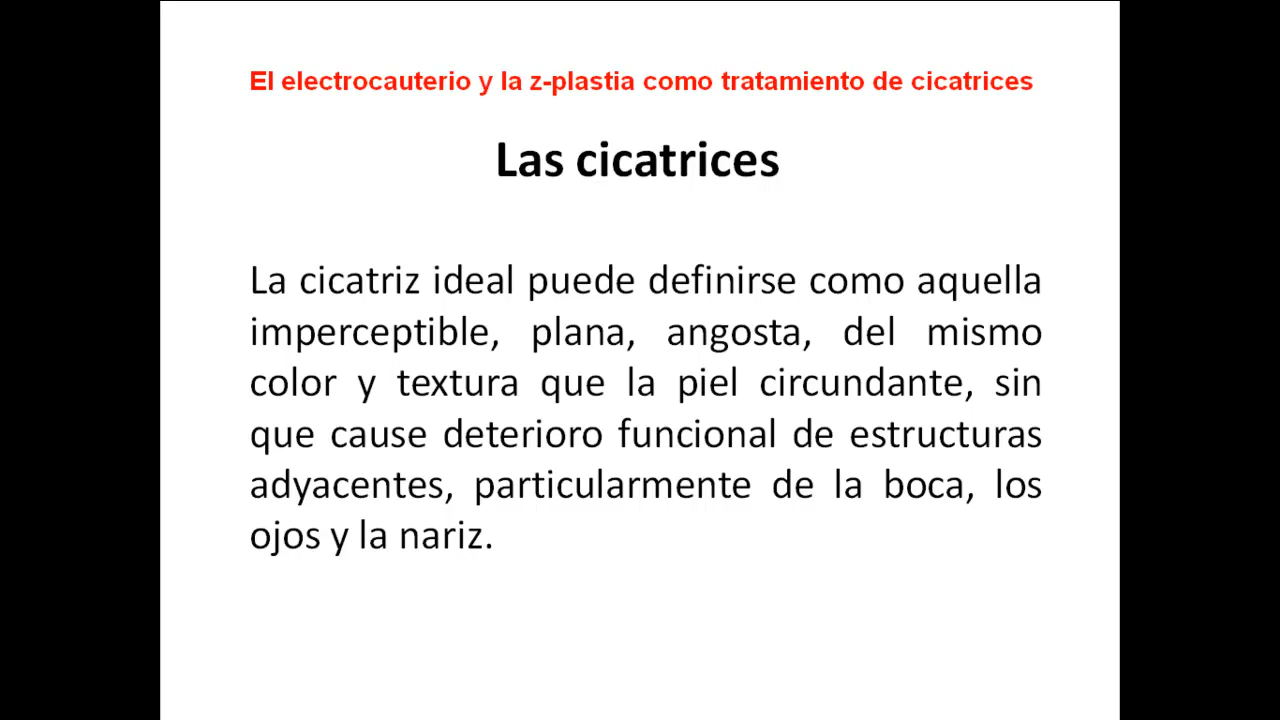 El electrocauterio y la z-plastia como tratamiento de cicatrices
Las cicatrices
La cicatriz ideal puede definirse como aquella
imperceptible, plana, angosta, del mismo
color y textura que la piel circundante, sin
que cause deterioro funcional de estructuras
adyacentes, particularmente de la boca, los
ojos y la nariz.